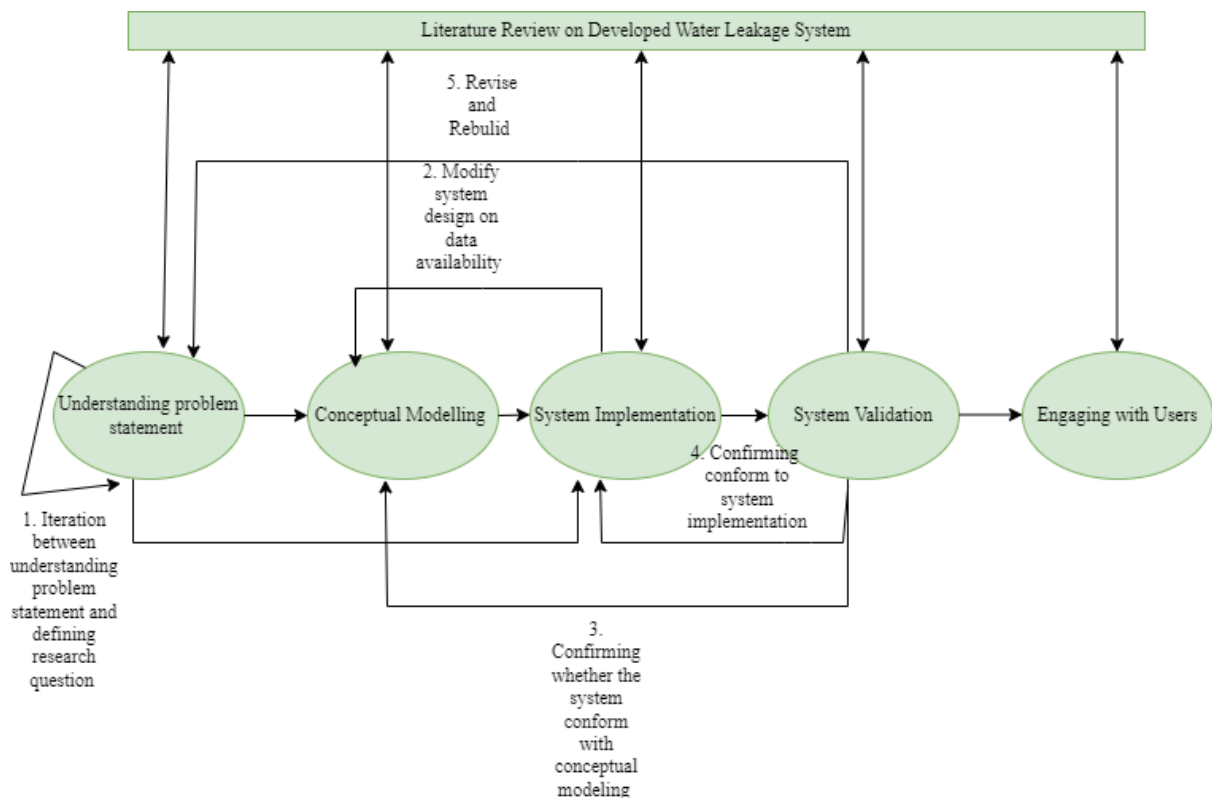 Literature Review on Developed Water Leakage System
5. Revise
and
Rebulid
2. Modify
system
design on
data
availability
Understanding problem
statement
Conceptual Modelling
System Implementation
System Validation
Engaging with Users
4. Confirming
conform to
system
implementation
1. Iteration
between
understanding
problem
statement and
defining
research
question
3.
Confirming
whether the
system
conform
with
conceptual
modeling